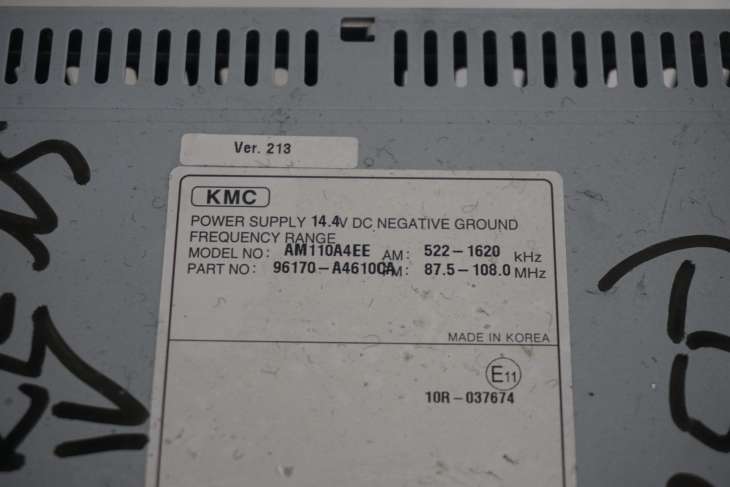 Ver. 213
KMC
POWER SUPPLY 14.4V DC NEGATIVE GROUND
FREQUENCY RANGE
MODEL NO: AM110A4EE AM: 522-1620 kHz
PART NO: 96170-A4610CA FM: 87.5-108.0 MHz
MADE IN KOREA
E11
10R-037674